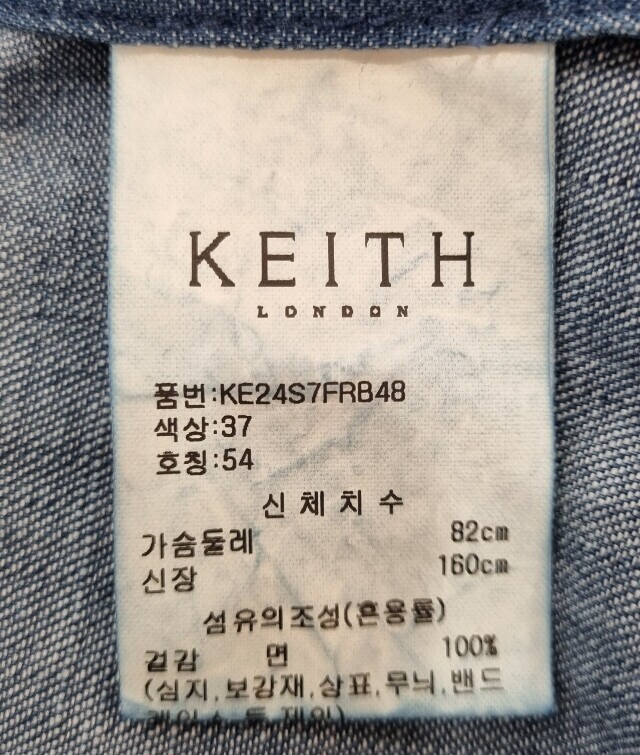 KEITH
LONDON
품번:KE24S7FRB48
색상:37
호칭:54
신체치수
가슴둘레 82cm
신장 160cm
섬유의조성(혼용률)
겉감 면 100%
(심지,보강재,상표,무늬,밴드
제외)